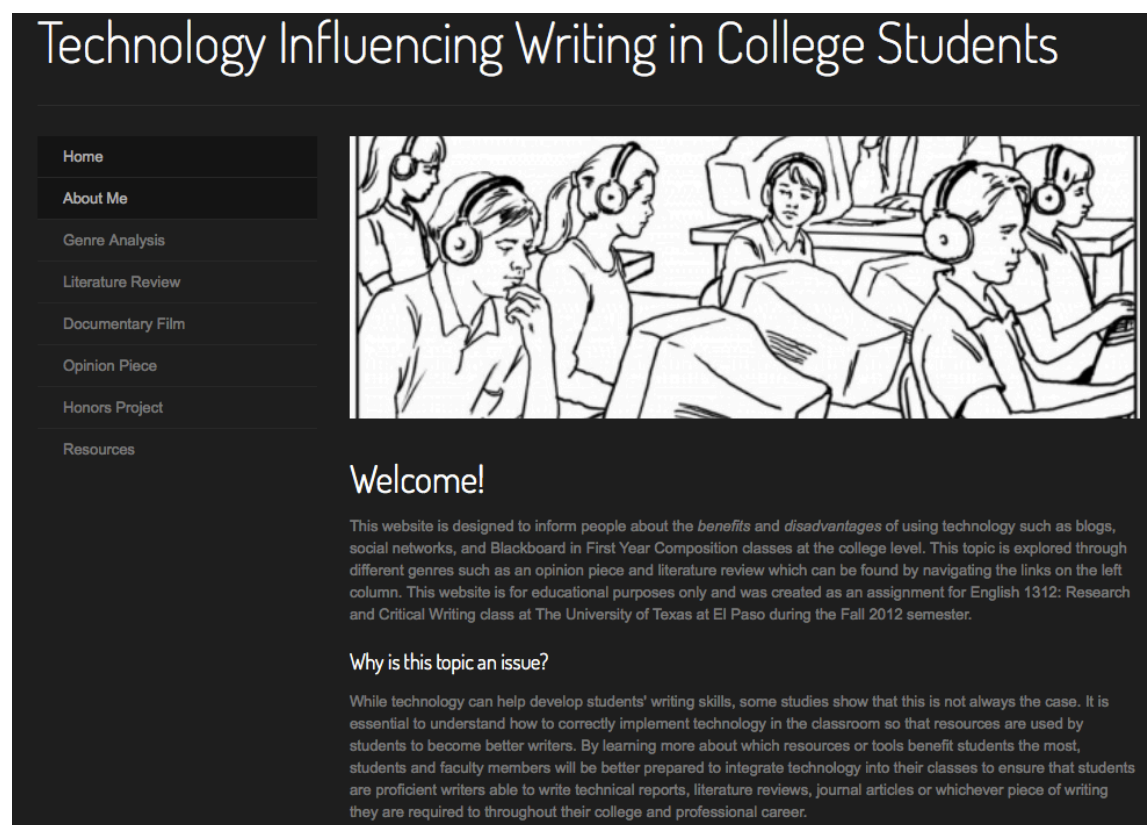 Technology Influencing Writing in College Students
Home
About Me
Genre Analysis
Literature Review
Documentary Film
Opinion Piece
Honors Project
Resources
Welcome!
This website is designed to inform people about the benefits and disadvantages of using technology such as blogs,
social networks, and Blackboard in First Year Composition classes at the college level. This topic is explored through
different genres such as an opinion piece and literature review which can be found by navigating the links on the left
column. This website is for educational purposes only and was created as an assignment for English 1312: Research
and Critical Writing class at The University of Texas at El Paso during the Fall 2012 semester.
Why is this topic an issue?
While technology can help develop students' writing skills, some studies show that this is not always the case. It is
essential to understand how to correctly implement technology in the classroom so that resources are used by
students to become better writers. By learning more about which resources or tools benefit students the most,
students and faculty members will be better prepared to integrate technology into their classes to ensure that students
are proficient writers able to write technical reports, literature reviews, journal articles or whichever piece of writing
they are required to throughout their college and professional career.